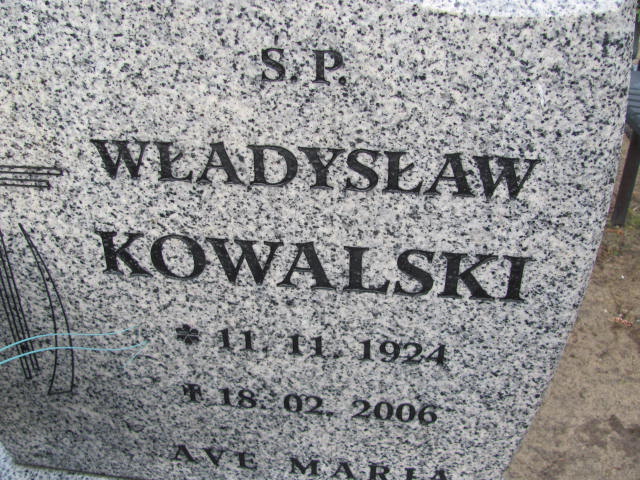 S.P.
WŁADYSŁAW
KOWALSKI
* 11. 11. 1924
✝ 18. 02. 2006
AVE MARIA